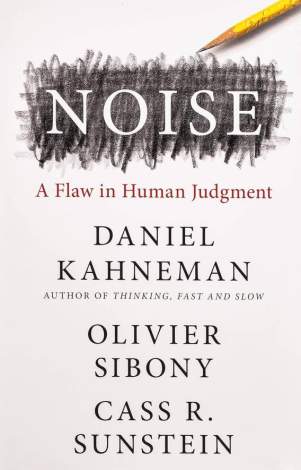 NOISE
A Flaw in Human Judgment
DANIEL
KAHNEMAN
AUTHOR OF THINKING, FAST AND SLOW
OLIVIER
SIBONY
CASS R.
SUNSTEIN